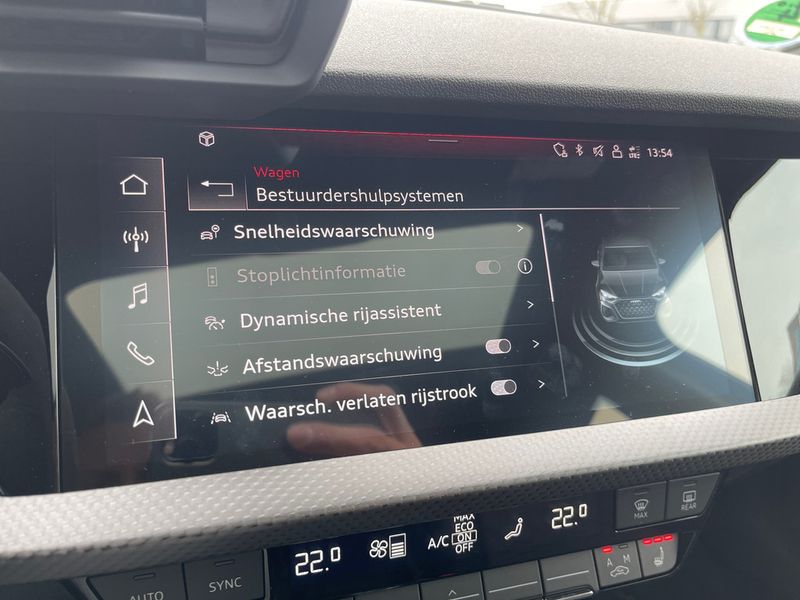 13:54
Wagen
Bestuurdershulpsystemen
Snelheidswaarschuwing
Stoplichtinformatie
Dynamische rijassistent
Afstandswaarschuwing
Waarsch. verlaten rijstrook
22.0
A/C
MAX
ECO
ON
OFF
22.0
MAX
REAR
AUTO
SYNC
A M